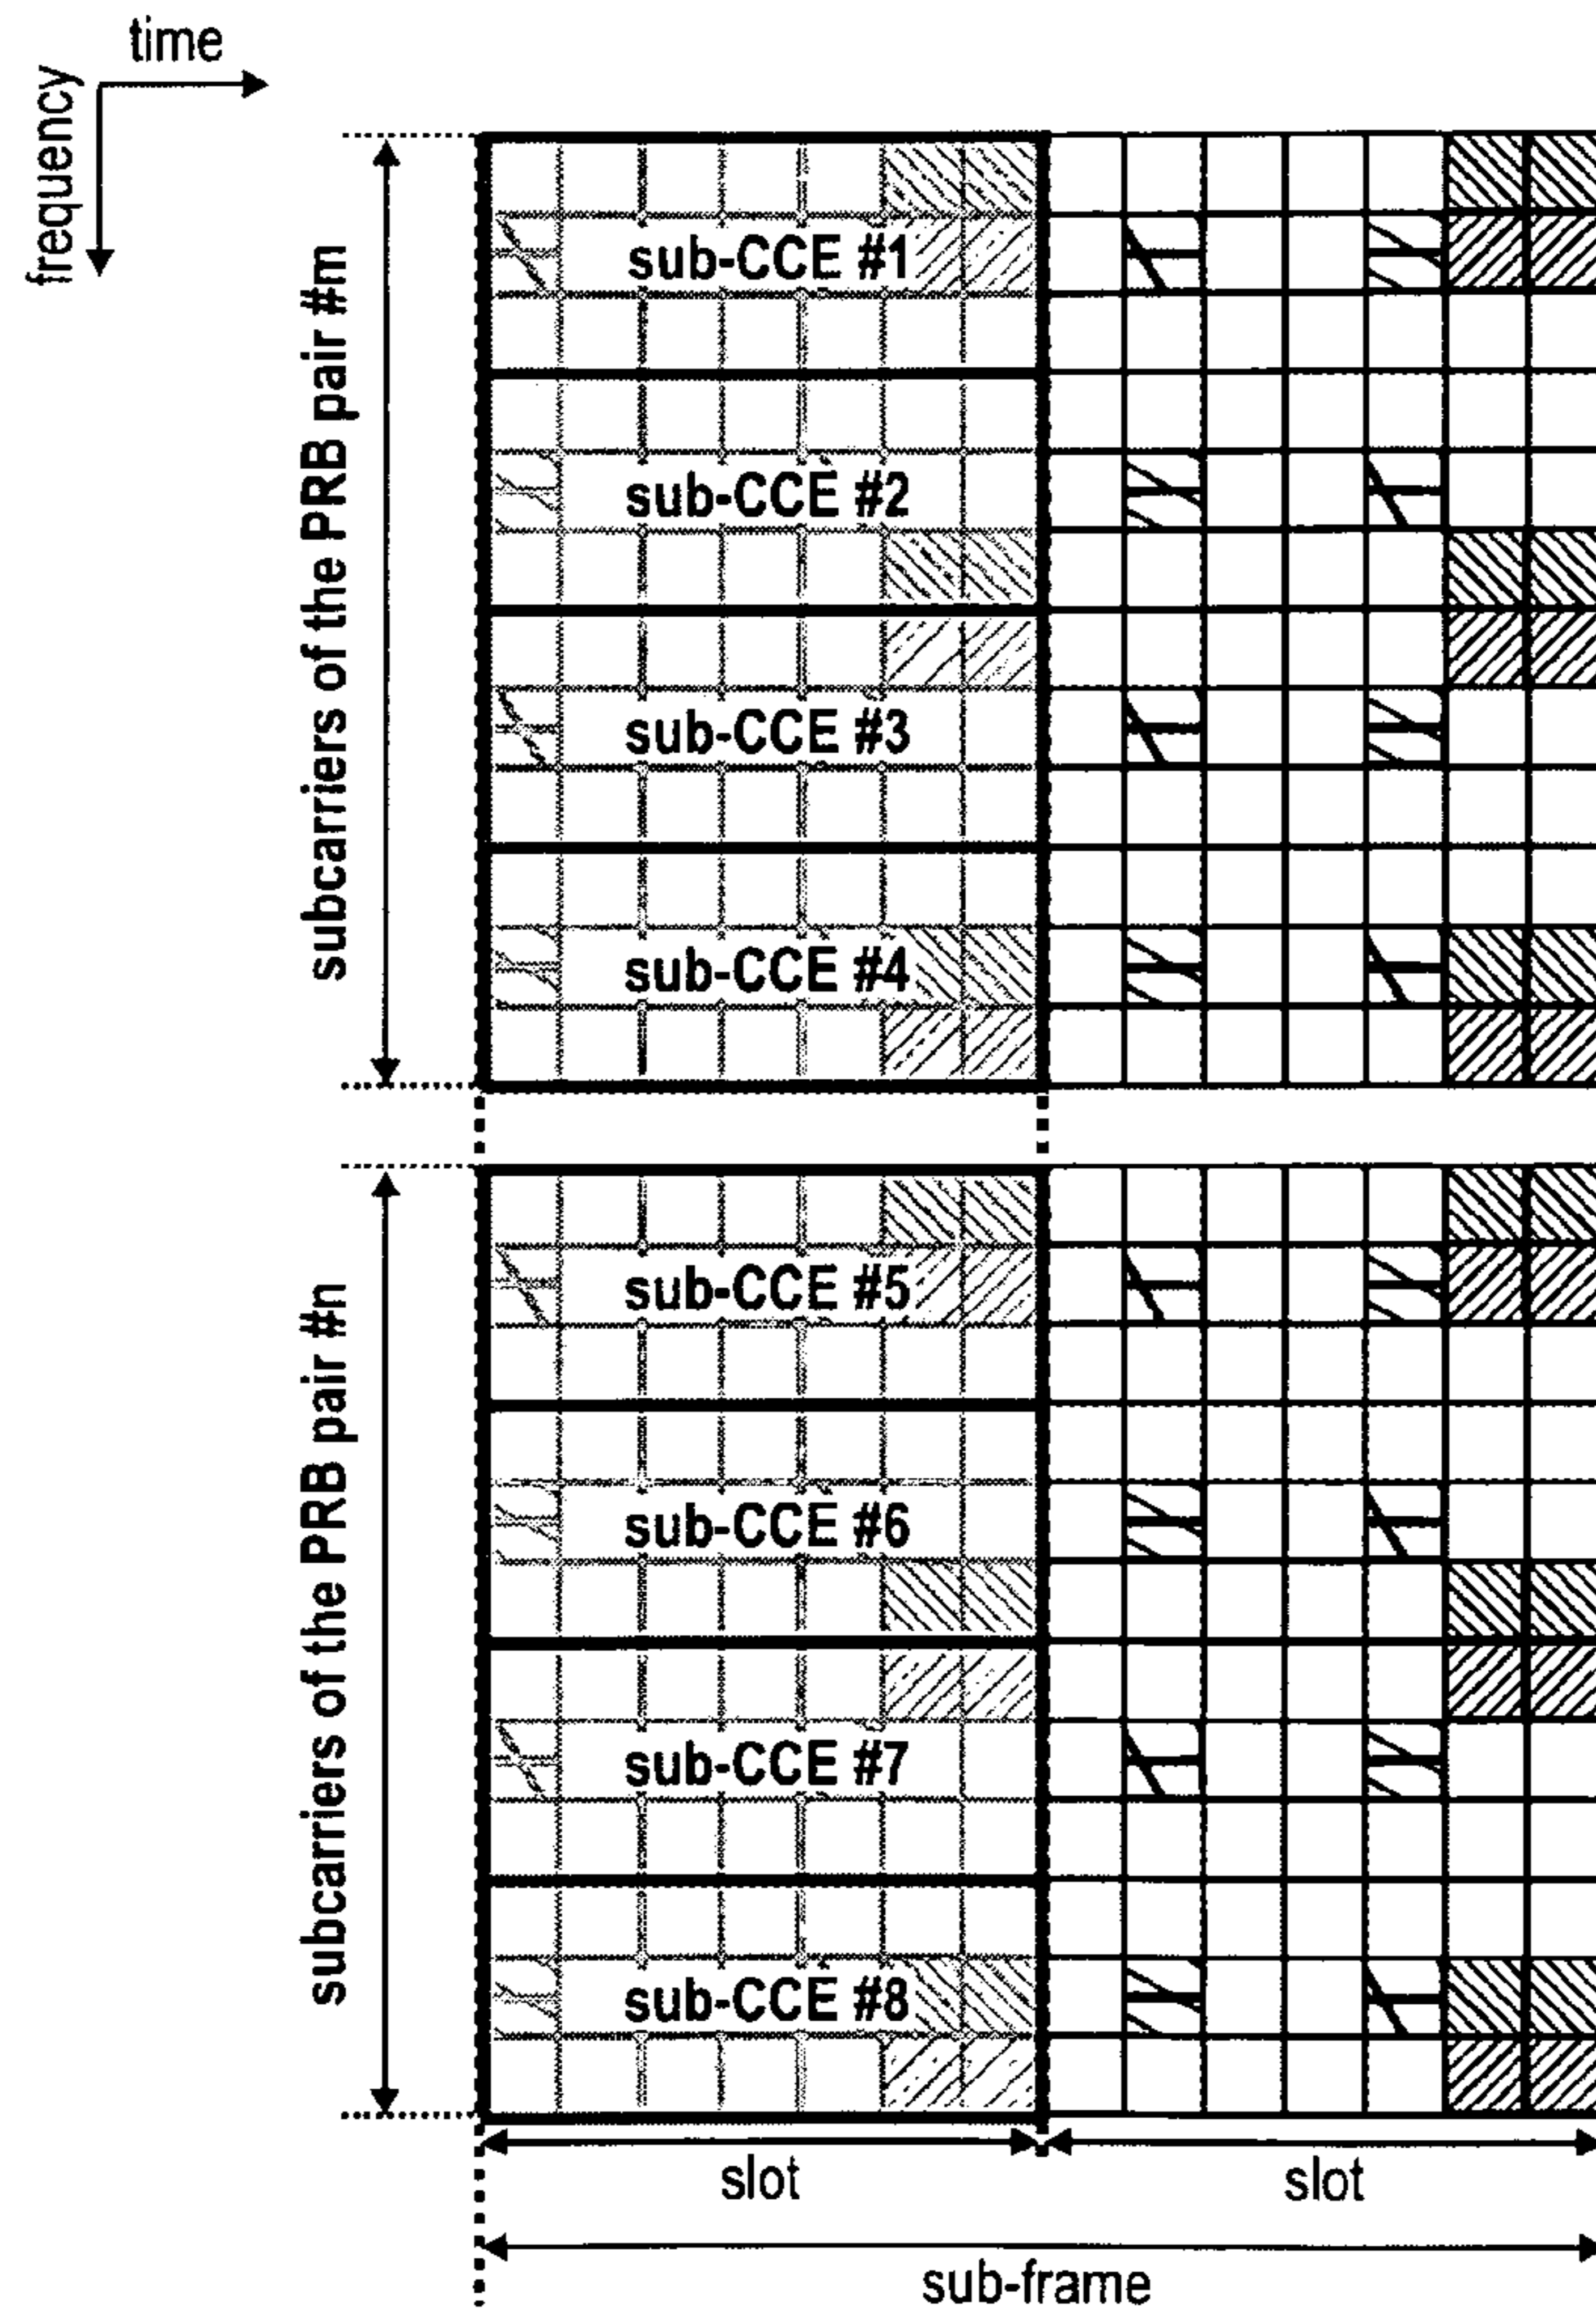 time
frequency
subcarriers of the PRB pair #m
sub-CCE #1
sub-CCE #2
sub-CCE #3
sub-CCE #4
subcarriers of the PRB pair #n
sub-CCE #5
sub-CCE #6
sub-CCE #7
sub-CCE #8
slot
slot
sub-frame